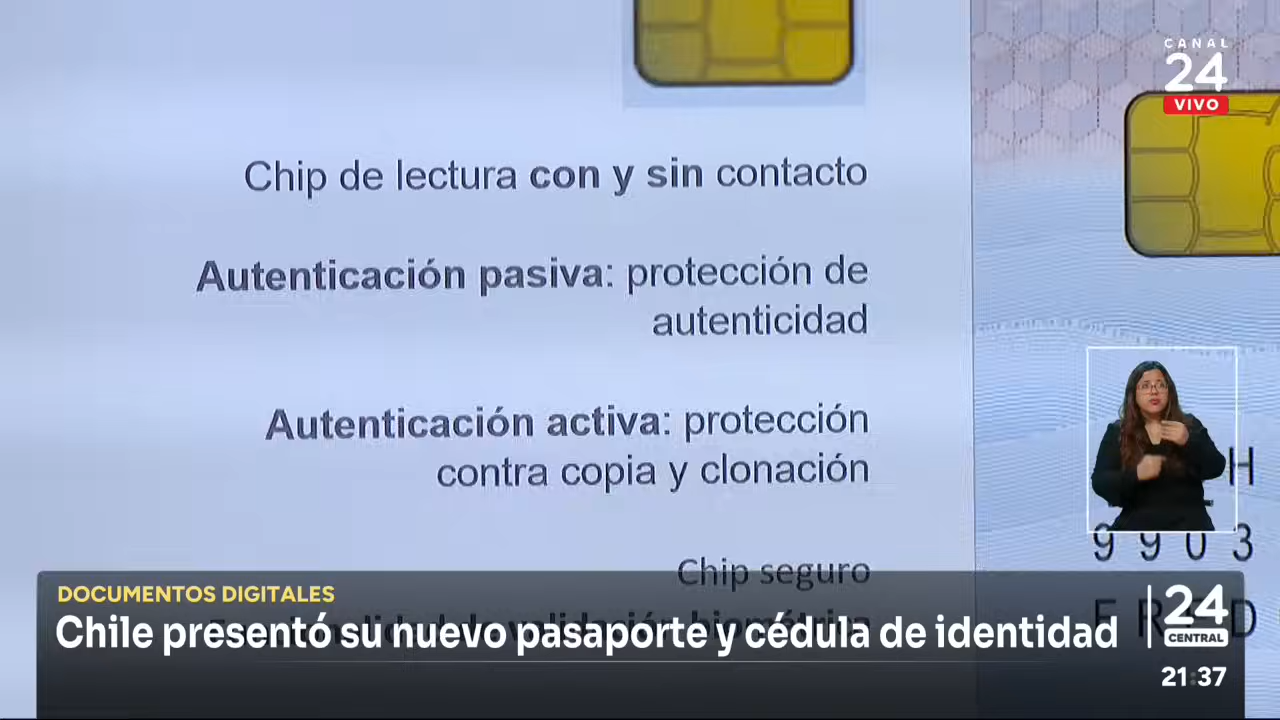 CANAL
24
VIVO
Chip de lectura con y sin contacto
Autenticación pasiva: protección de
autenticidad
Autenticación activa: protección
contra copia y clonación
Chip seguro
H
9903
DOCUMENTOS DIGITALES
Chile presentó su nuevo pasaporte y cédula de identidad
24
CENTRAL
21:37